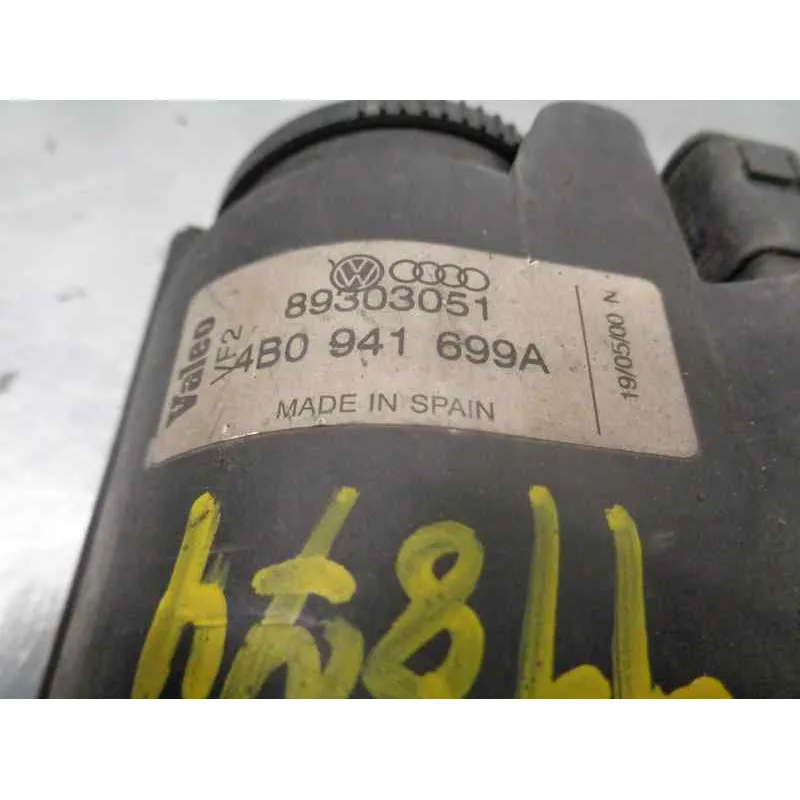 89303051
Valeo
VF2
4B0 941 699A
MADE IN SPAIN
19/05/00 N